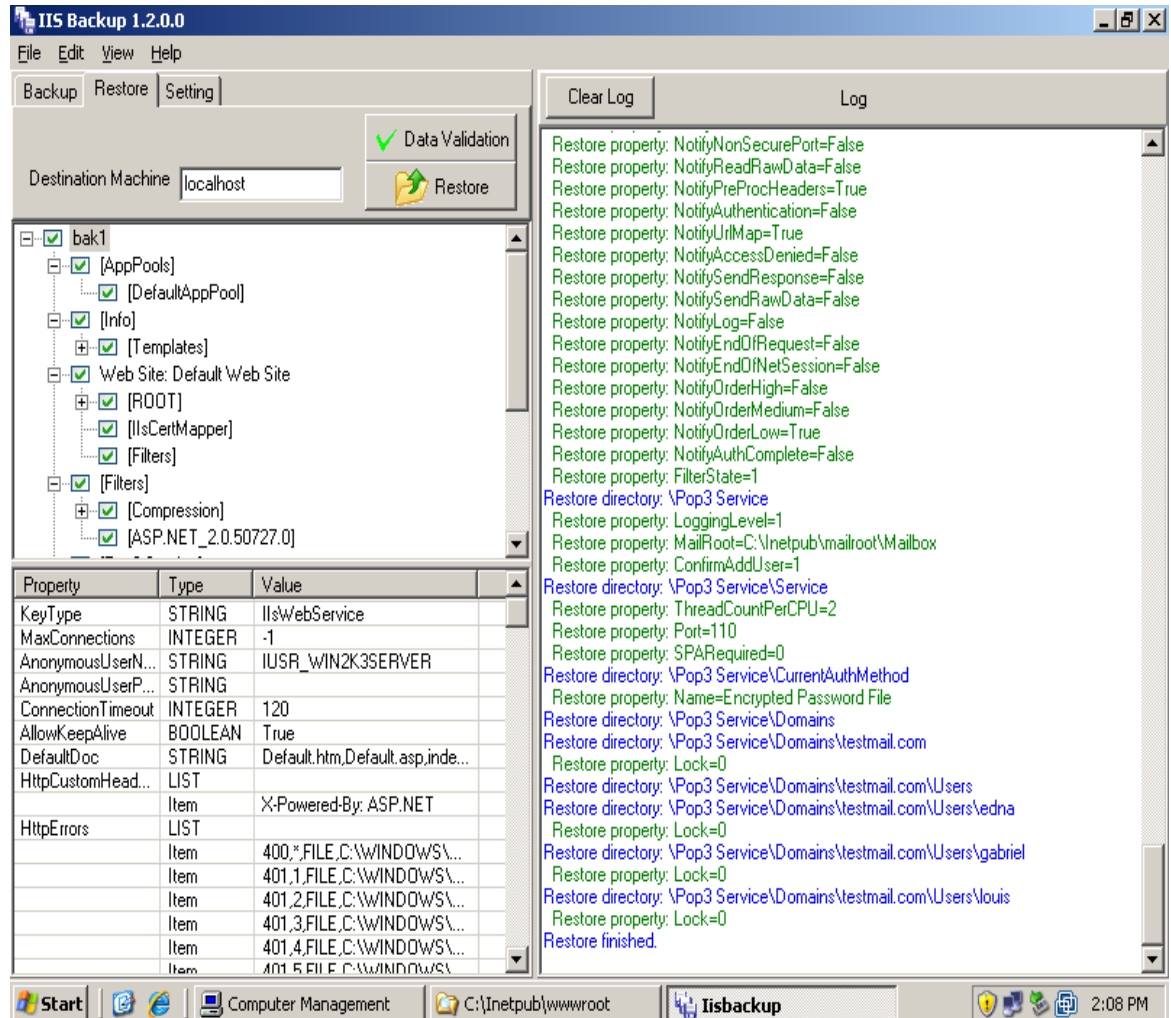 IIS Backup 1.2.0.0
File Edit View Help
Backup Restore Setting
Data Validation
Destination Machine localhost
Restore
bak1
[AppPools]
[DefaultAppPool]
[Info]
[Templates]
Web Site: Default Web Site
[ROOT]
[IIsCertMapper]
[Filters]
[Filters]
[Compression]
[ASP.NET_2.0.50727.0]
Property Type Value
KeyType STRING IIsWebService
MaxConnections INTEGER -1
AnonymousUserN... STRING IUSR_WIN2K3SERVER
AnonymousUserP... STRING
ConnectionTimeout INTEGER 120
AllowKeepAlive BOOLEAN True
DefaultDoc STRING Default.htm,Default.asp,inde...
HttpCustomHead... LIST
Item X-Powered-By: ASP.NET
HttpErrors LIST
Item 400,*,FILE,C:\WINDOWS\...
Item 401,1,FILE,C:\WINDOWS\...
Item 401,2,FILE,C:\WINDOWS\...
Item 401,3,FILE,C:\WINDOWS\...
Item 401,4,FILE,C:\WINDOWS\...
Item 401,5,FILE,C:\WINDOWS\
Clear Log Log
Restore property: NotifyNonSecurePort=False
Restore property: NotifyReadRawData=False
Restore property: NotifyPreProcHeaders=True
Restore property: NotifyAuthentication=False
Restore property: NotifyUrlMap=True
Restore property: NotifyAccessDenied=False
Restore property: NotifySendResponse=False
Restore property: NotifySendRawData=False
Restore property: NotifyLog=False
Restore property: NotifyEndOfRequest=False
Restore property: NotifyEndOfNetSession=False
Restore property: NotifyOrderHigh=False
Restore property: NotifyOrderMedium=False
Restore property: NotifyOrderLow=True
Restore property: NotifyAuthComplete=False
Restore property: FilterState=1
Restore directory: \Pop3 Service
Restore property: LoggingLevel=1
Restore property: MailRoot=C:\Inetpub\mailroot\Mailbox
Restore property: ConfirmAddUser=1
Restore directory: \Pop3 Service\Service
Restore property: ThreadCountPerCPU=2
Restore property: Port=110
Restore property: SPARequired=0
Restore directory: \Pop3 Service\CurrentAuthMethod
Restore property: Name=Encrypted Password File
Restore directory: \Pop3 Service\Domains
Restore directory: \Pop3 Service\Domains\testmail.com
Restore property: Lock=0
Restore directory: \Pop3 Service\Domains\testmail.com\Users
Restore directory: \Pop3 Service\Domains\testmail.com\Users\edna
Restore property: Lock=0
Restore directory: \Pop3 Service\Domains\testmail.com\Users\gabriel
Restore property: Lock=0
Restore directory: \Pop3 Service\Domains\testmail.com\Users\louis
Restore property: Lock=0
Restore finished.
Start Computer Management C:\Inetpub\wwwroot Iisbackup 2:08 PM